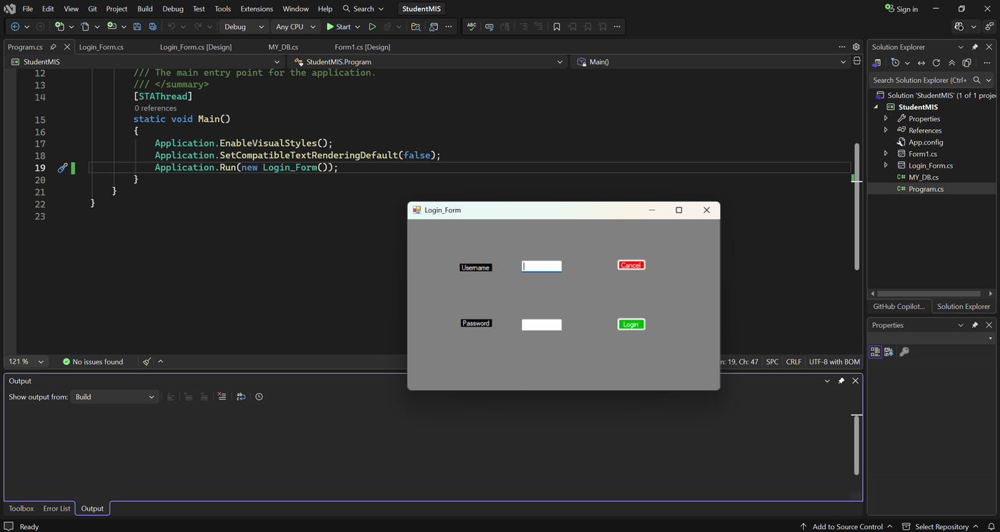 File Edit View Git Project Build Debug Test Tools Extensions Window Help Search StudentMIS Sign in
Debug Any CPU Start
Program.cs Login_Form.cs Login_Form.cs [Design] MY_DB.cs Form1.cs [Design]
StudentMIS StudentMIS.Program Main()
12 /// The main entry point for the application.
13 /// </summary>
14 [STAThread]
0 references
15 static void Main()
16 {
17 Application.EnableVisualStyles();
18 Application.SetCompatibleTextRenderingDefault(false);
19 Application.Run(new Login_Form());
20 }
21 }
22 }
23
Login_Form
Username Cancel
Password Login
121 % No issues found n: 19, Ch: 47 SPC CRLF UTF-8 with BOM
Output
Show output from: Build
Toolbox Error List Output
Solution Explorer
Search Solution Explorer (Ctrl+
Solution 'StudentMIS' (1 of 1 proje
StudentMIS
Properties
References
App.config
Form1.cs
Login_Form.cs
C# MY_DB.cs
C# Program.cs
GitHub Copilot... Solution Explorer
Properties
Ready Add to Source Control Select Repository